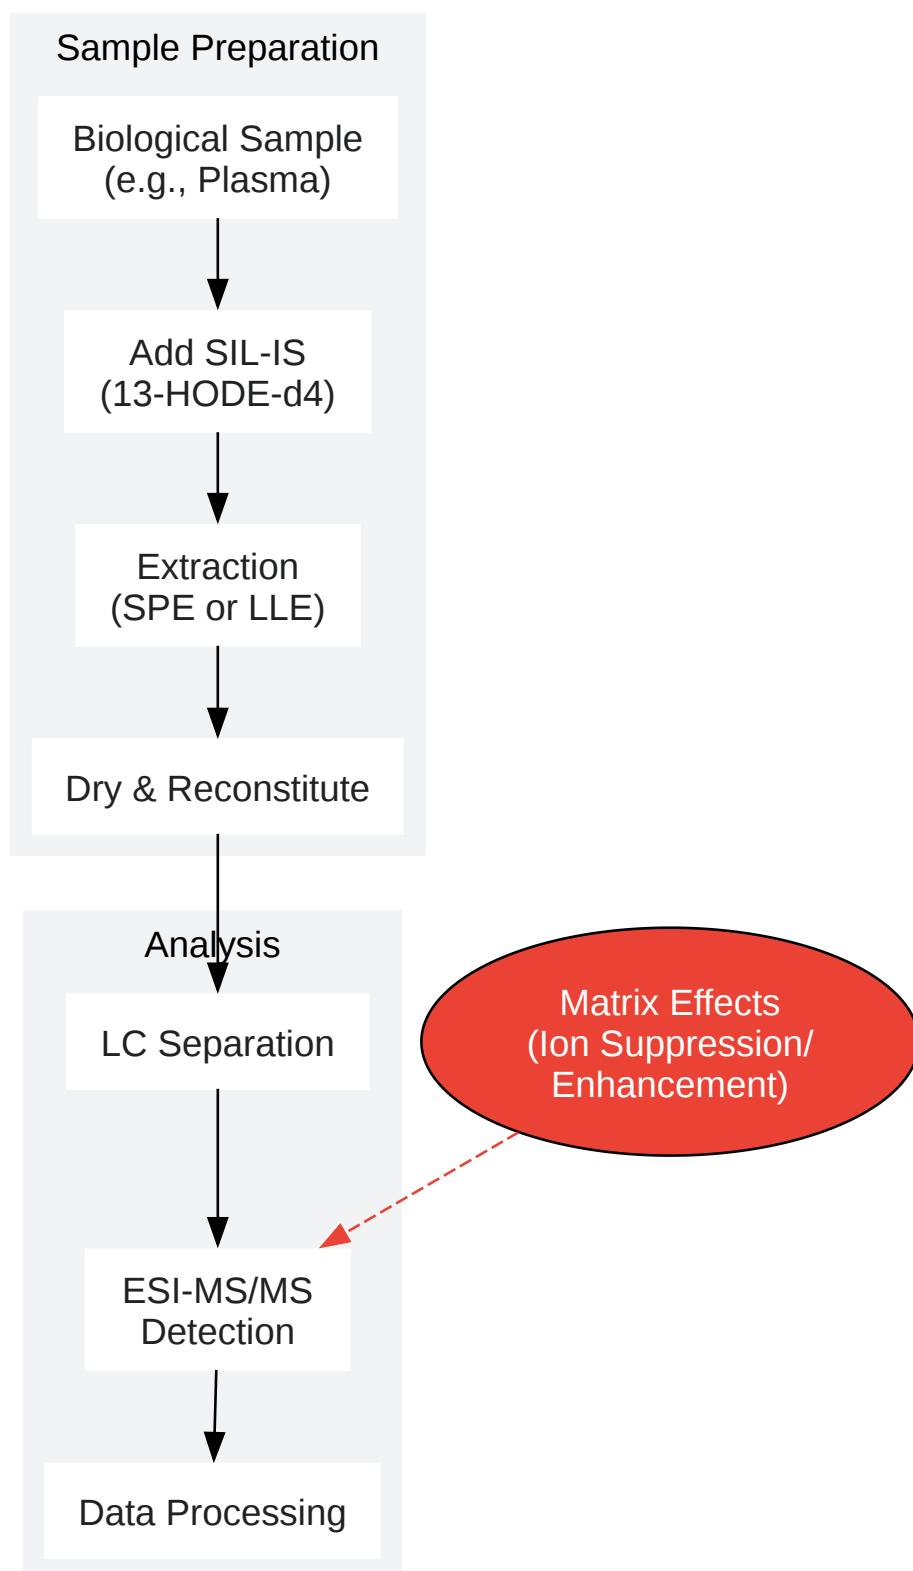 Sample Preparation
Biological Sample
(e.g., Plasma)
Add SIL-IS
(13-HODE-d4)
Extraction
(SPE or LLE)
Dry & Reconstitute
Analysis
LC Separation
Matrix Effects
(Ion Suppression/
Enhancement)
ESI-MS/MS
Detection
Data Processing